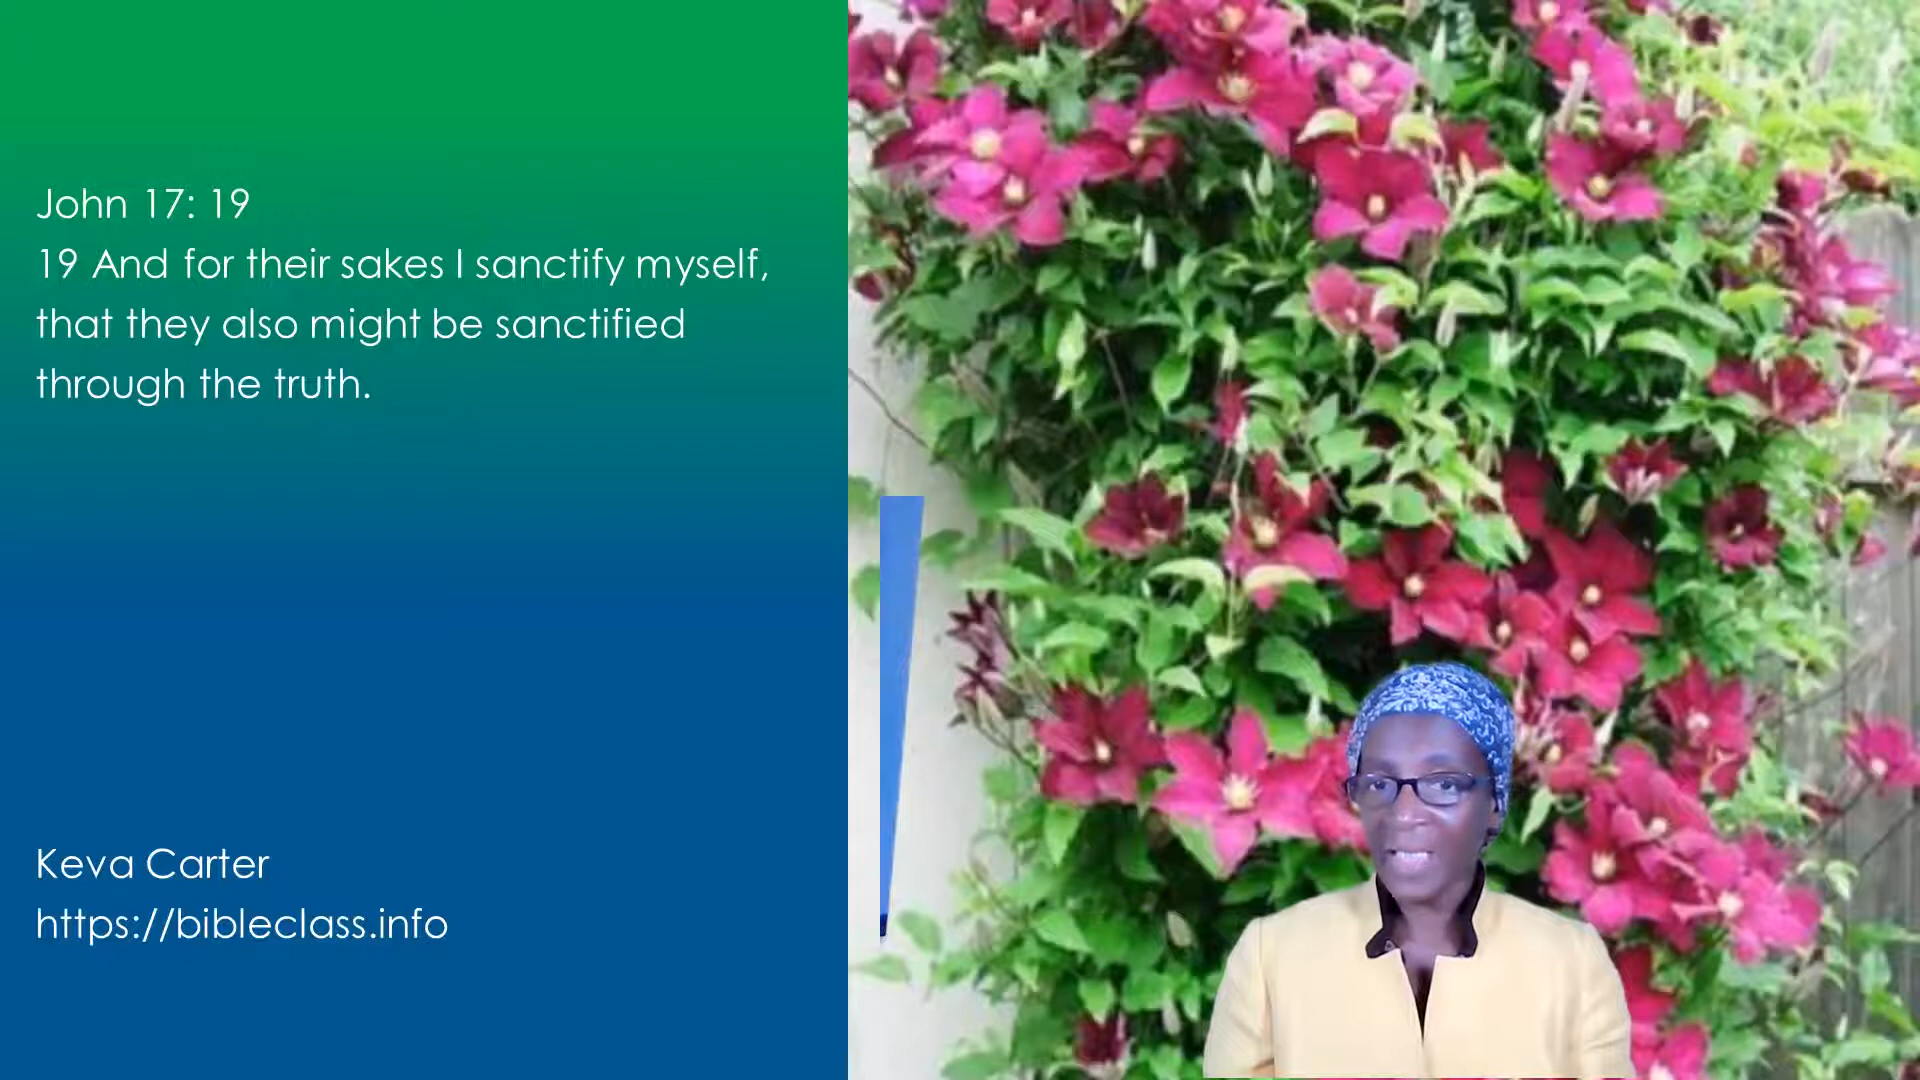 John 17: 19
19 And for their sakes I sanctify myself,
that they also might be sanctified
through the truth.
Keva Carter
https://bibleclass.info